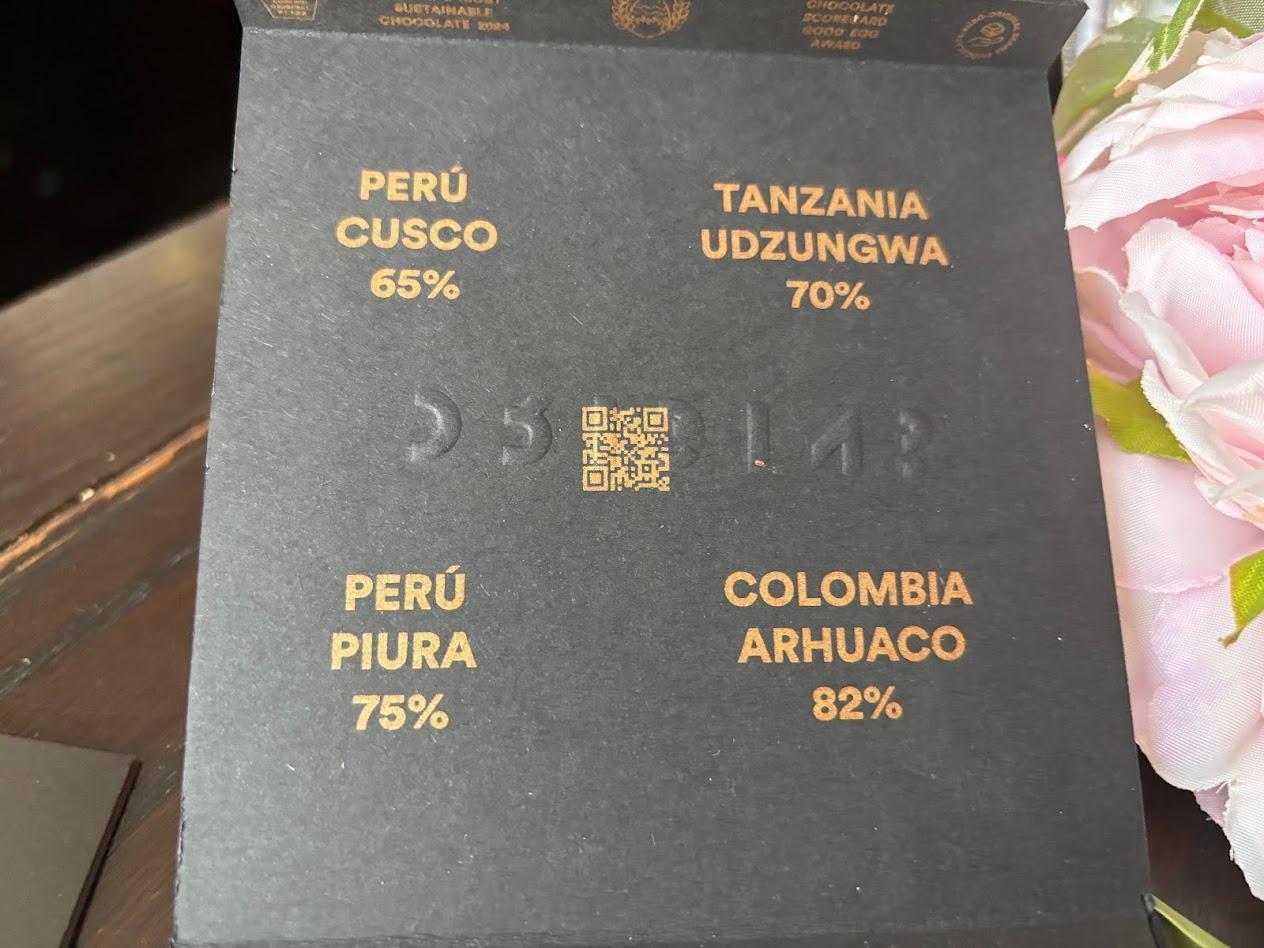 SUSTAINABLE
CHOCOLATE 2024
CHOCOLATE
SCORECARD
GOOD EGG
AWARD
PERÚ
CUSCO
65%
TANZANIA
UDZUNGWA
70%
PERÚ
PIURA
75%
COLOMBIA
ARHUACO
82%